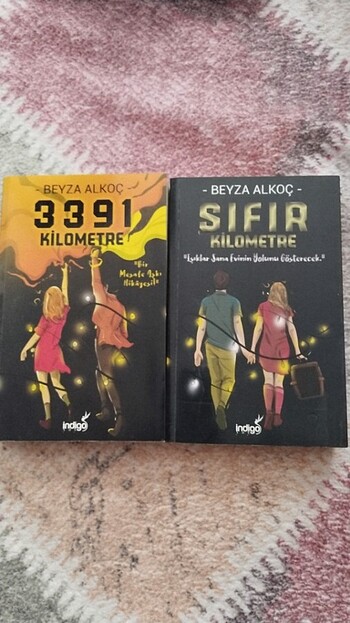 - BEYZA ALKOÇ -
3391
KİLOMETRE
"Bir
Mesafe Aşkı
Hikâyesi"
indigo
- BEYZA ALKOÇ -
SIFIR
KİLOMETRE
"Işıklar Sana Evinin Yolunu Gösterecek."
indigo